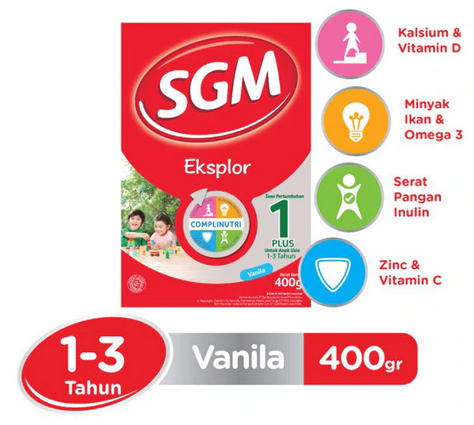 SGM
Eksplor
COMPLINUTRI
Susu Pertumbuhan
1
PLUS
Untuk Anak Usia
1-3 Tahun
Vanila
400g
Kalsium &
Vitamin D
Minyak
Ikan &
Omega 3
Serat
Pangan
Inulin
Zinc &
Vitamin C
1-3
Tahun
Vanila
400gr